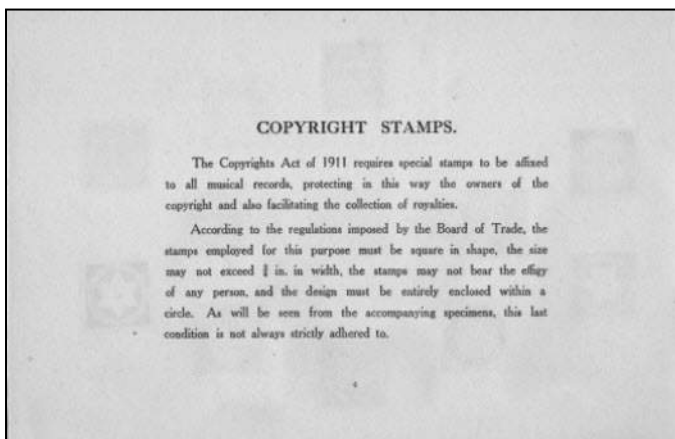 COPYRIGHT STAMPS.
The Copyrights Act of 1911 requires special stamps to be affixed
to all musical records, protecting in this way the owners of the
copyright and also facilitating the collection of royalties.
According to the regulations imposed by the Board of Trade, the
stamps employed for this purpose must be square in shape, the size
may not exceed in. in width, the stamps may not bear the effigy
of any person, and the design must be entirely enclosed within a
circle. As will be seen from the accompanying specimens, this last
condition is not always strictly adhered to.